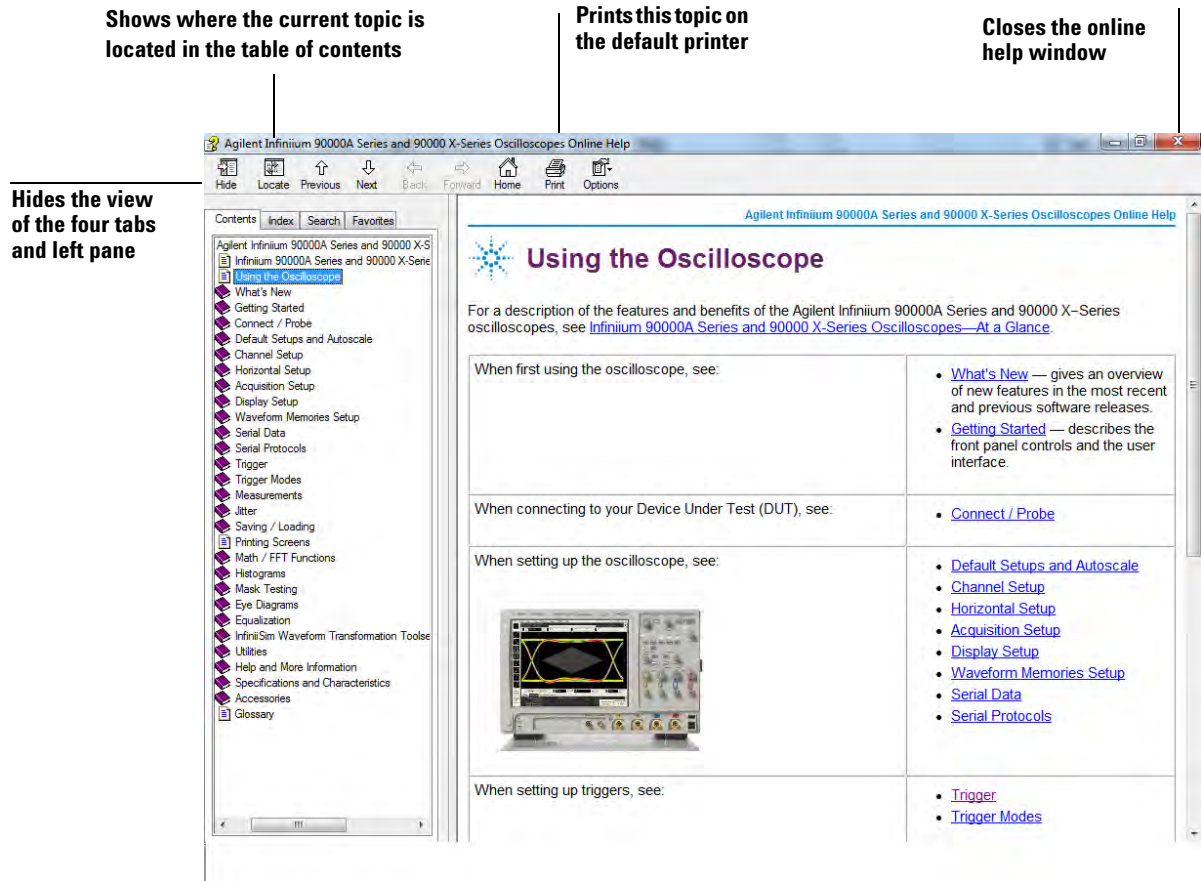 Shows where the current topic is
located in the table of contents
Prints this topic on
the default printer
Closes the online
help window
Hides the view
of the four tabs
and left pane
Agilent Infiniium 90000A Series and 90000 X-Series Oscilloscopes Online Help
Hide Locate Previous Next Back Forward Home Print Options
Contents Index Search Favorites
Agilent Infiniium 90000A Series and 90000 X-S
Infiniium 90000A Series and 90000 X-Serie
Using the Oscilloscope
What's New
Getting Started
Connect / Probe
Default Setups and Autoscale
Channel Setup
Horizontal Setup
Acquisition Setup
Display Setup
Waveform Memories Setup
Serial Data
Serial Protocols
Trigger
Trigger Modes
Measurements
Jitter
Saving / Loading
Printing Screens
Math / FFT Functions
Histograms
Mask Testing
Eye Diagrams
Equalization
InfiniiSim Waveform Transformation Toolse
Utilities
Help and More Information
Specifications and Characteristics
Accessories
Glossary
Agilent Infiniium 90000A Series and 90000 X-Series Oscilloscopes Online Help
Using the Oscilloscope
For a description of the features and benefits of the Agilent Infiniium 90000A Series and 90000 X−Series
oscilloscopes, see Infiniium 90000A Series and 90000 X-Series Oscilloscopes—At a Glance.
When first using the oscilloscope, see:
• What's New — gives an overview
of new features in the most recent
and previous software releases.
• Getting Started — describes the
front panel controls and the user
interface.
When connecting to your Device Under Test (DUT), see:
• Connect / Probe
When setting up the oscilloscope, see:
• Default Setups and Autoscale
• Channel Setup
• Horizontal Setup
• Acquisition Setup
• Display Setup
• Waveform Memories Setup
• Serial Data
• Serial Protocols
When setting up triggers, see:
• Trigger
• Trigger Modes